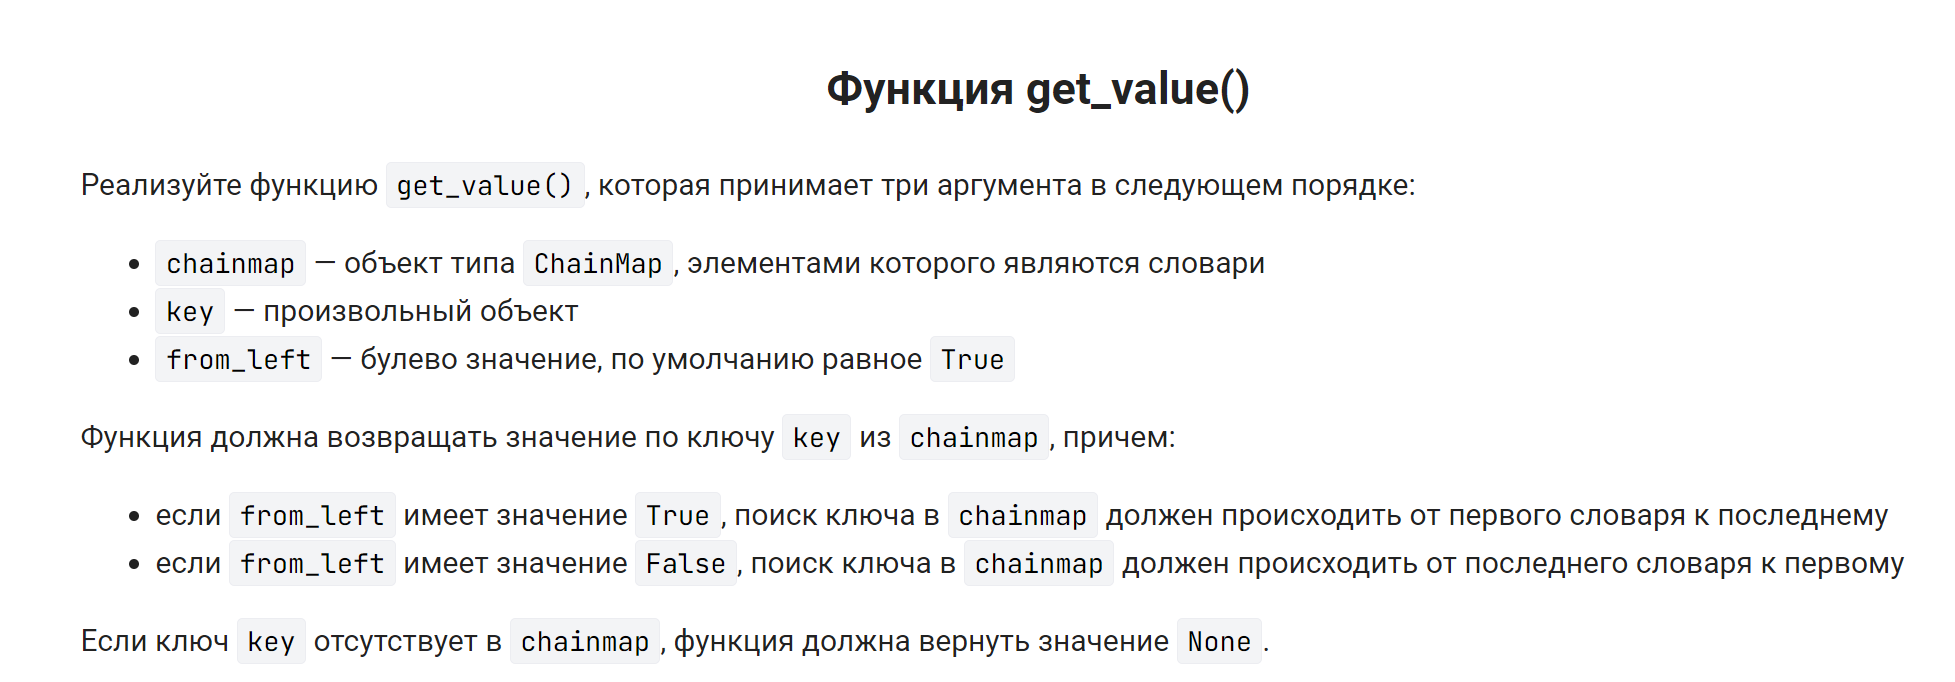 Функция get_value()
Реализуйте функцию get_value(), которая принимает три аргумента в следующем порядке:
• chainmap — объект типа ChainMap, элементами которого являются словари
• key — произвольный объект
• from_left — булево значение, по умолчанию равное True
Функция должна возвращать значение по ключу key из chainmap, причем:
• если from_left имеет значение True, поиск ключа в chainmap должен происходить от первого словаря к последнему
• если from_left имеет значение False, поиск ключа в chainmap должен происходить от последнего словаря к первому
Если ключ key отсутствует в chainmap, функция должна вернуть значение None.